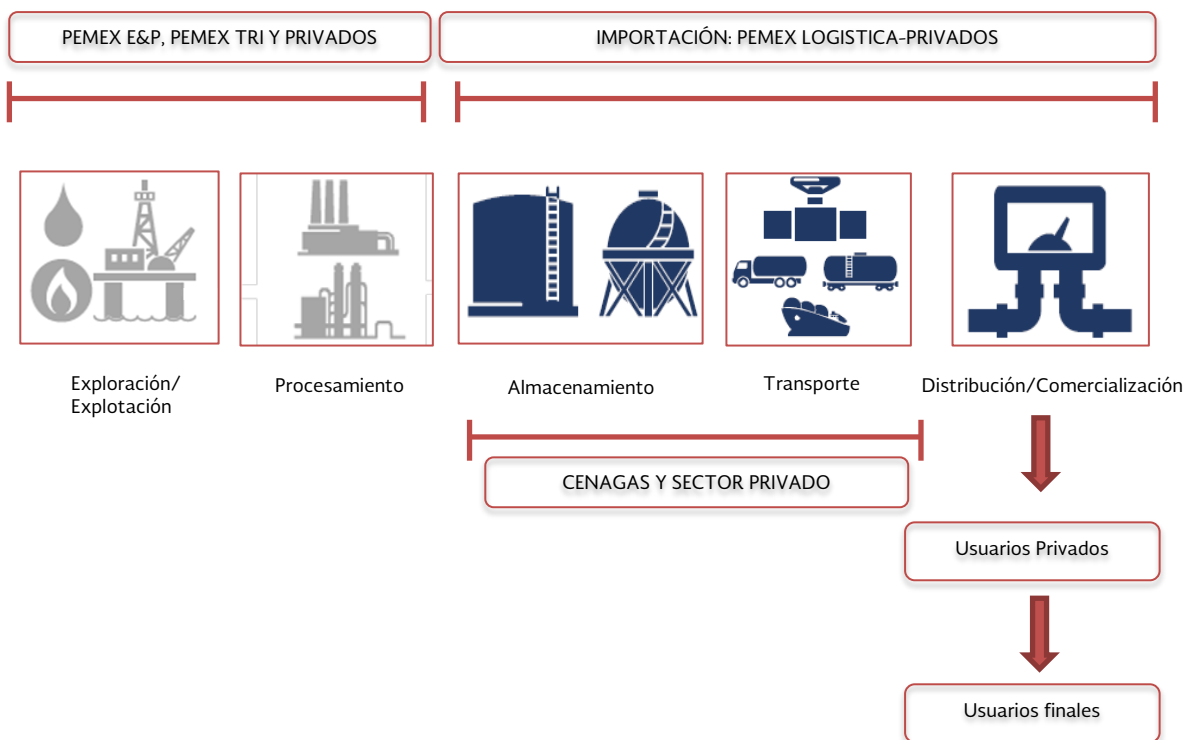 PEMEX E&P, PEMEX TRI Y PRIVADOS
IMPORTACIÓN: PEMEX LOGISTICA-PRIVADOS
Exploración/
Explotación
Procesamiento
Almacenamiento
Transporte
Distribución/Comercialización
CENAGAS Y SECTOR PRIVADO
Usuarios Privados
Usuarios finales